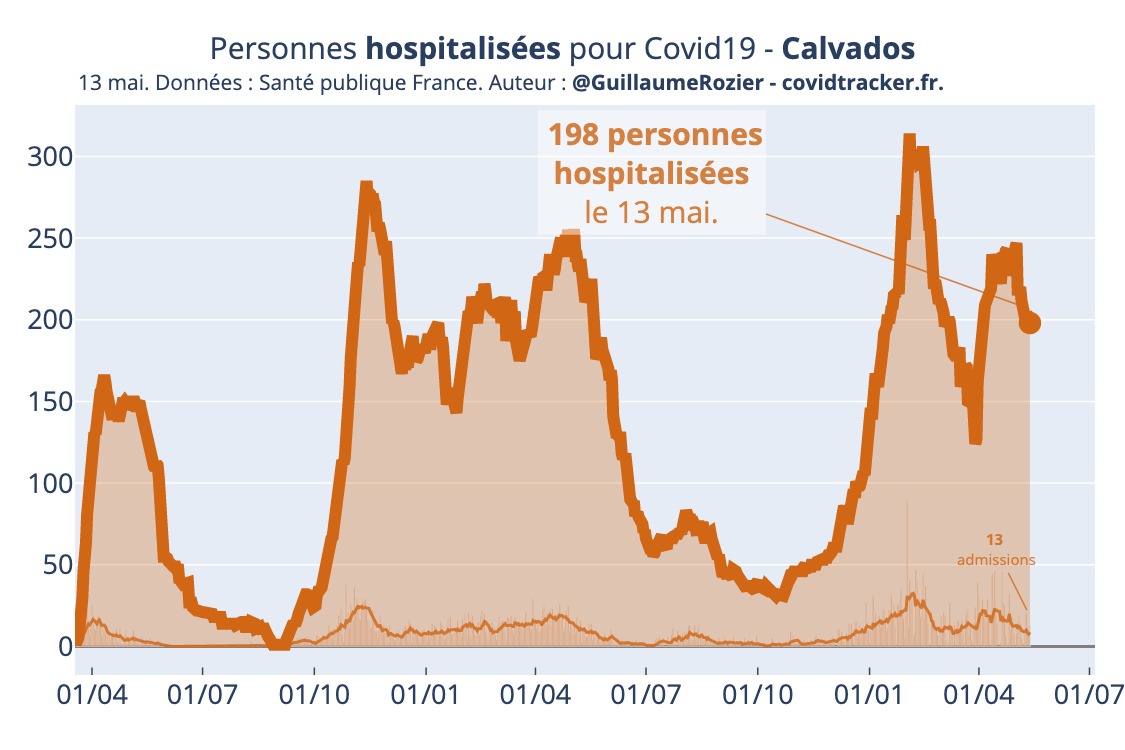 Personnes hospitalisées pour Covid19 - Calvados
13 mai. Données : Santé publique France. Auteur : @GuillaumeRozier - covidtracker.fr.
198 personnes
hospitalisées
le 13 mai.
300
250
200
150
100
50
0
13
admissions
01/04 01/07 01/10 01/01 01/04 01/07 01/10 01/01 01/04 01/07